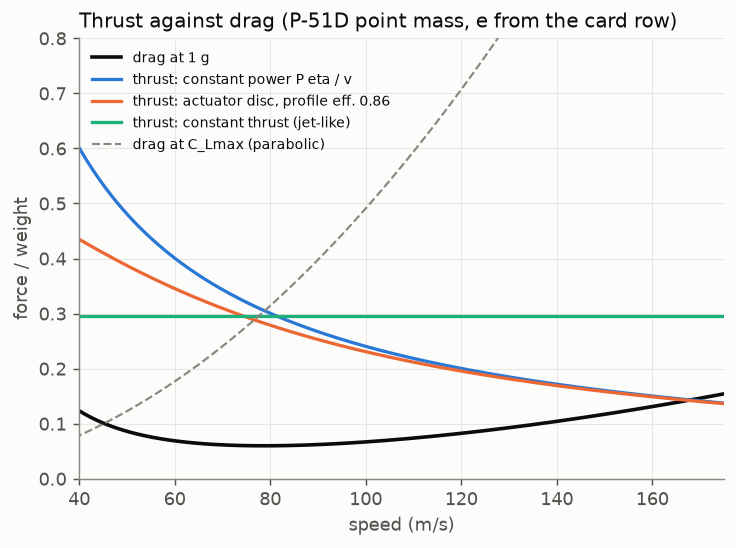 Thrust against drag (P-51D point mass, e from the card row)
drag at 1 g
thrust: constant power P eta / v
thrust: actuator disc, profile eff. 0.86
thrust: constant thrust (jet-like)
drag at C_Lmax (parabolic)
force / weight
0.8
0.7
0.6
0.5
0.4
0.3
0.2
0.1
0.0
40
60
80
100
120
140
160
speed (m/s)